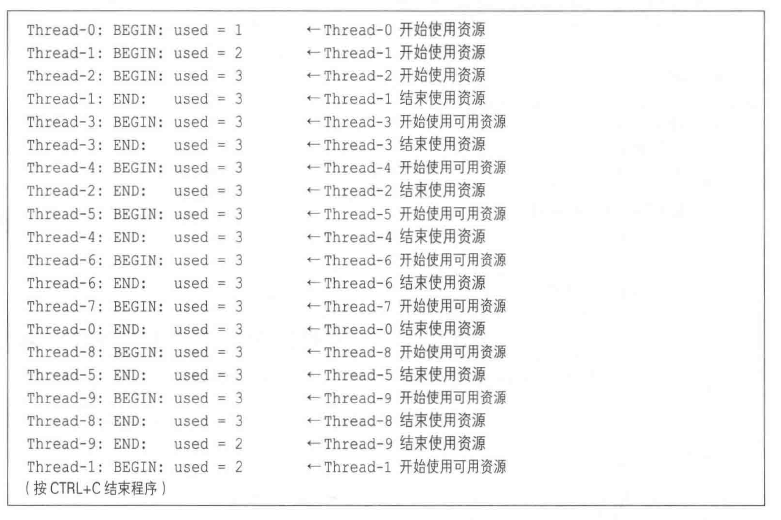 Thread-0: BEGIN: used = 1 ←Thread-0 开始使用资源
Thread-1: BEGIN: used = 2 ←Thread-1 开始使用资源
Thread-2: BEGIN: used = 3 ←Thread-2 开始使用资源
Thread-1: END: used = 3 ←Thread-1 结束使用资源
Thread-3: BEGIN: used = 3 ←Thread-3 开始使用可用资源
Thread-3: END: used = 3 ←Thread-3 结束使用资源
Thread-4: BEGIN: used = 3 ←Thread-4 开始使用可用资源
Thread-2: END: used = 3 ←Thread-2 结束使用资源
Thread-5: BEGIN: used = 3 ←Thread-5 开始使用可用资源
Thread-4: END: used = 3 ←Thread-4 结束使用资源
Thread-6: BEGIN: used = 3 ←Thread-6 开始使用可用资源
Thread-6: END: used = 3 ←Thread-6 结束使用资源
Thread-7: BEGIN: used = 3 ←Thread-7 开始使用可用资源
Thread-0: END: used = 3 ←Thread-0 结束使用资源
Thread-8: BEGIN: used = 3 ←Thread-8 开始使用可用资源
Thread-5: END: used = 3 ←Thread-5 结束使用资源
Thread-9: BEGIN: used = 3 ←Thread-9 开始使用可用资源
Thread-8: END: used = 3 ←Thread-8 结束使用资源
Thread-9: END: used = 2 ←Thread-9 结束使用资源
Thread-1: BEGIN: used = 2 ←Thread-1 开始使用可用资源
(按 CTRL+C 结束程序)